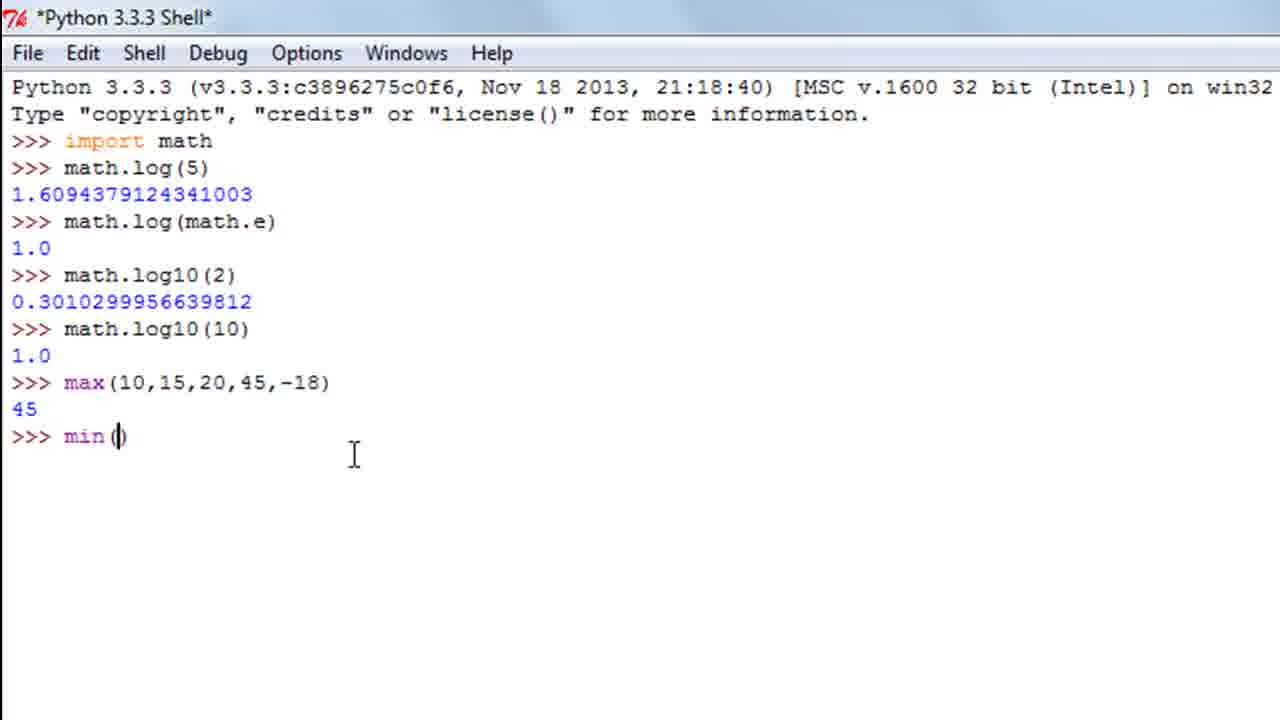 *Python 3.3.3 Shell*
File Edit Shell Debug Options Windows Help
Python 3.3.3 (v3.3.3:c3896275c0f6, Nov 18 2013, 21:18:40) [MSC v.1600 32 bit (Intel)] on win32
Type "copyright", "credits" or "license()" for more information.
>>> import math
>>> math.log(5)
1.6094379124341003
>>> math.log(math.e)
1.0
>>> math.log10(2)
0.3010299956639812
>>> math.log10(10)
1.0
>>> max(10,15,20,45,-18)
45
>>> min()